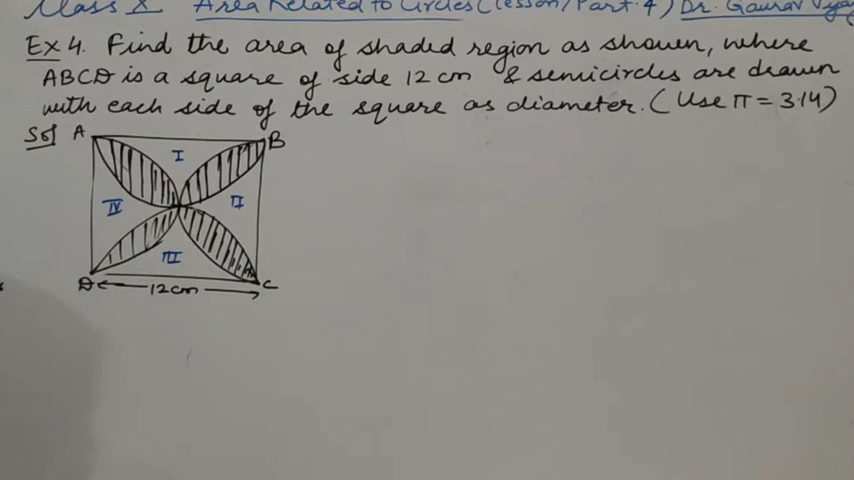 Class X Area Related to Circles (lesson/Part-4) Dr. Gaurav
Ex 4. Find the area of shaded region as shown, where
ABCD is a square of side 12 cm & semicircles are drawn
with each side of the square as diameter. (Use π = 3.14)
Sol
A B
I
IV II
III
D C
12cm